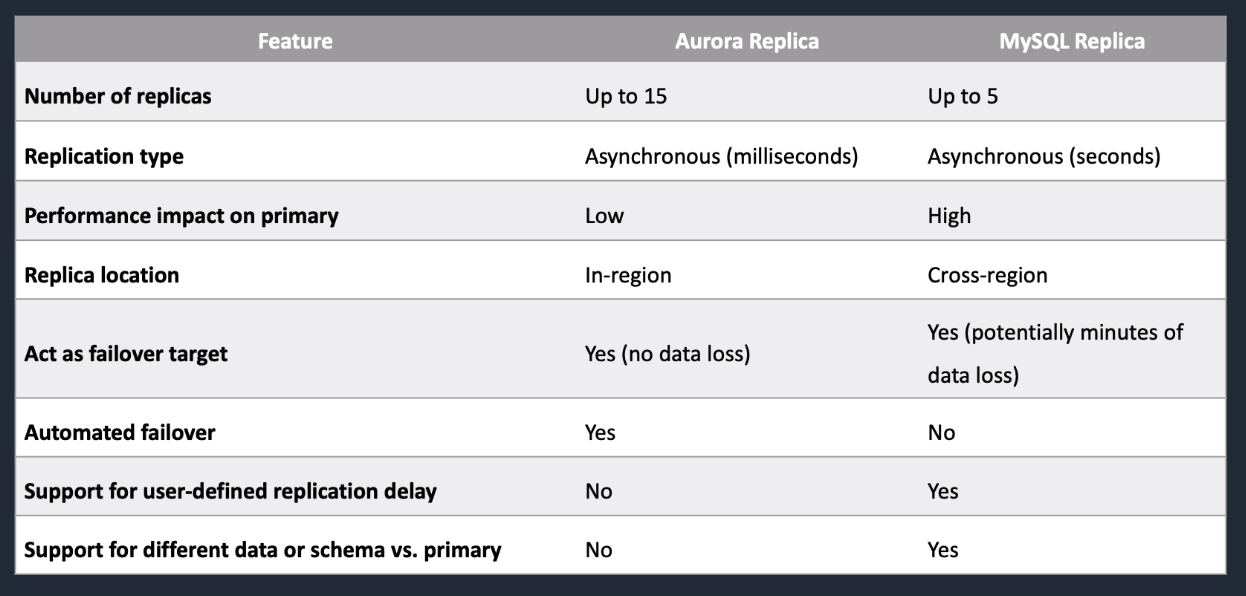 Feature Aurora Replica MySQL Replica
Number of replicas Up to 15 Up to 5
Replication type Asynchronous (milliseconds) Asynchronous (seconds)
Performance impact on primary Low High
Replica location In-region Cross-region
Act as failover target Yes (no data loss) Yes (potentially minutes of
data loss)
Automated failover Yes No
Support for user-defined replication delay No Yes
Support for different data or schema vs. primary No Yes